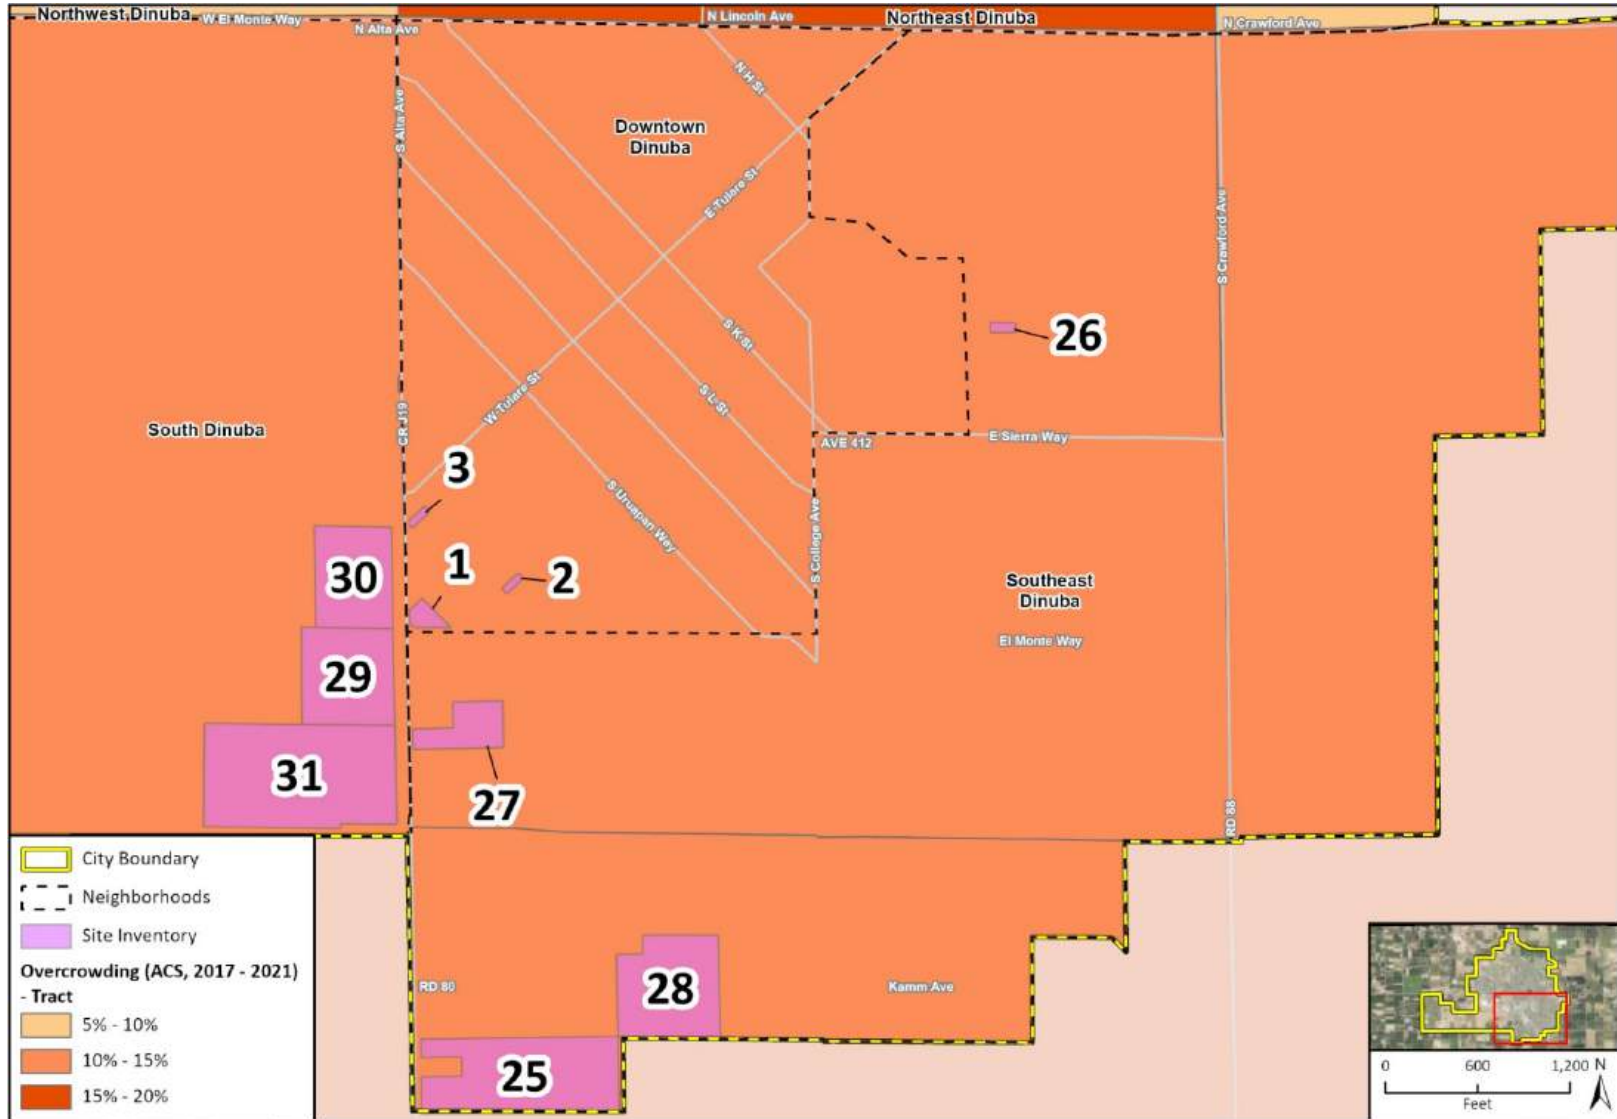 Northwest Dinuba
W El Monte Way
N Alta Ave
N Lincoln Ave
Northeast Dinuba
N Crawford Ave
N H St
S Alta Ave
Downtown
Dinuba
E Tulare St
S Crawford Ave
26
S K St
S L St
W Tulare St
CR J19
South Dinuba
AVE 412
E Sierra Way
3
S Uruapan Way
S College Ave
1
2
30
Southeast
Dinuba
El Monte Way
29
31
27
RD 88
City Boundary
Neighborhoods
Site Inventory
Overcrowding (ACS, 2017 - 2021)
- Tract
5% - 10%
10% - 15%
15% - 20%
RD 80
28
Kamm Ave
25
0 600 1,200
Feet
N